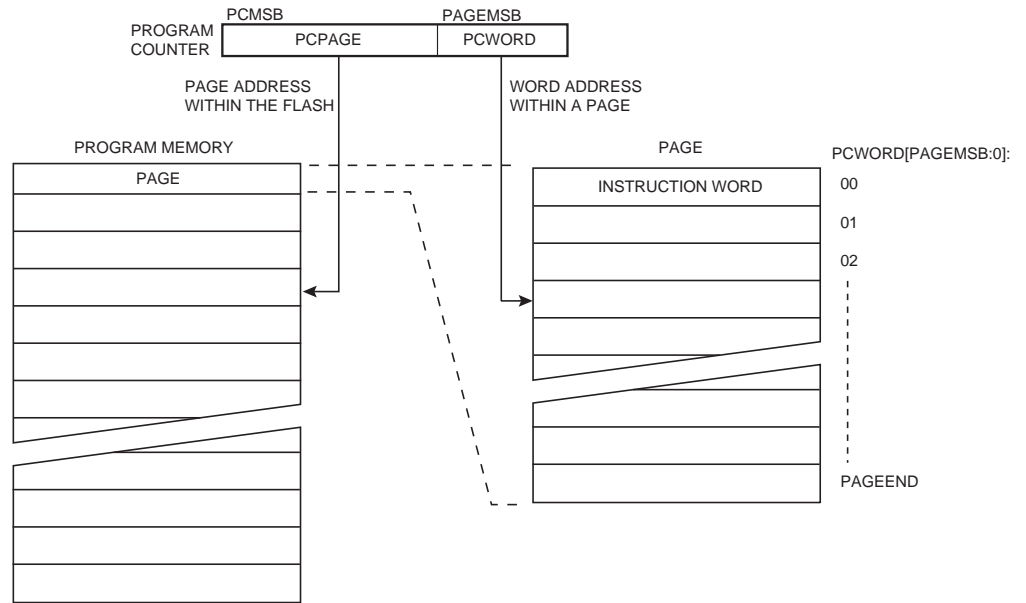 PCMSB
PAGEMSB
PROGRAM
COUNTER
PCPAGE
PCWORD
PAGE ADDRESS
WITHIN THE FLASH
WORD ADDRESS
WITHIN A PAGE
PROGRAM MEMORY
PAGE
PAGE
PCWORD[PAGEMSB:0]:
INSTRUCTION WORD
00
01
02
PAGEEND